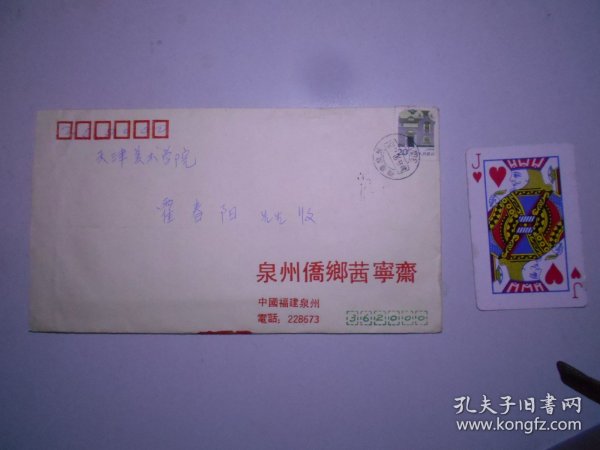 天津美术学院
霍春阳 先生 收
泉州僑鄉茜寧齋
中國福建泉州
電話：228673
362000
J
J
孔夫子旧书网
www.kongfz.com